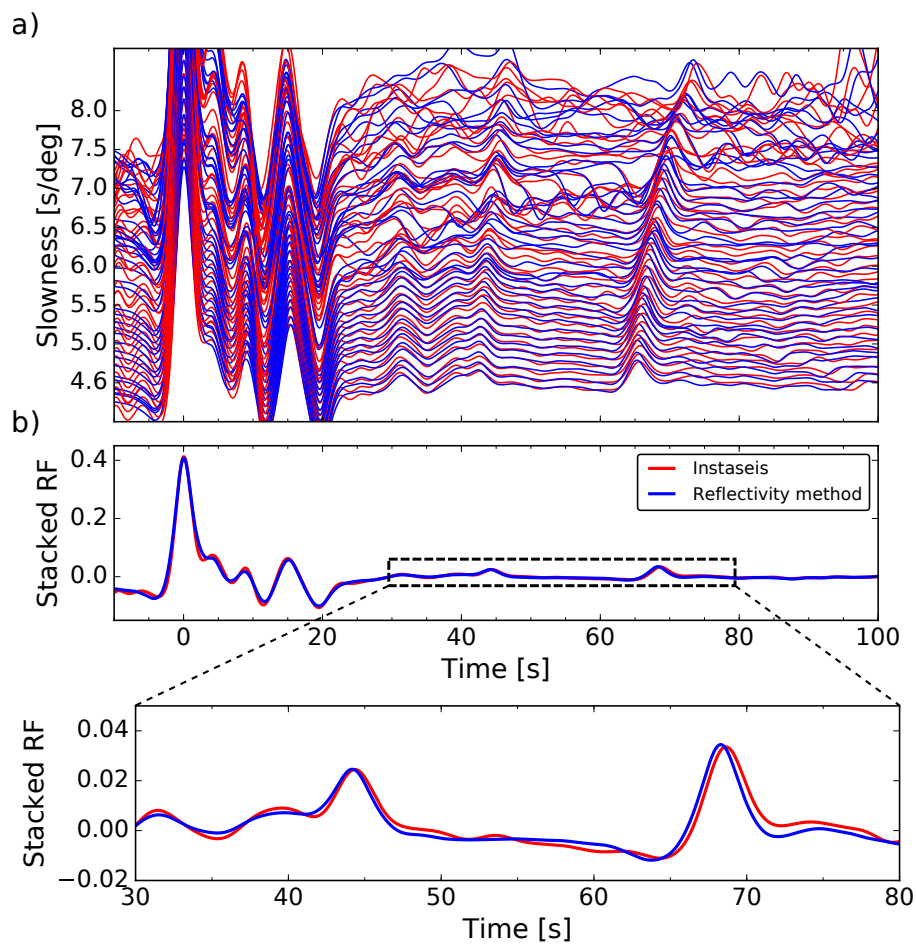 a)
Slowness [s/deg]
8.0
7.5
7.0
6.5
6.0
5.5
5.0
4.6
b)
Stacked RF
0.4
0.2
0.0
Instaseis
Reflectivity method
0 20 40 60 80 100
Time [s]
Stacked RF
0.04
0.02
0.00
−0.02
30 40 50 60 70 80
Time [s]